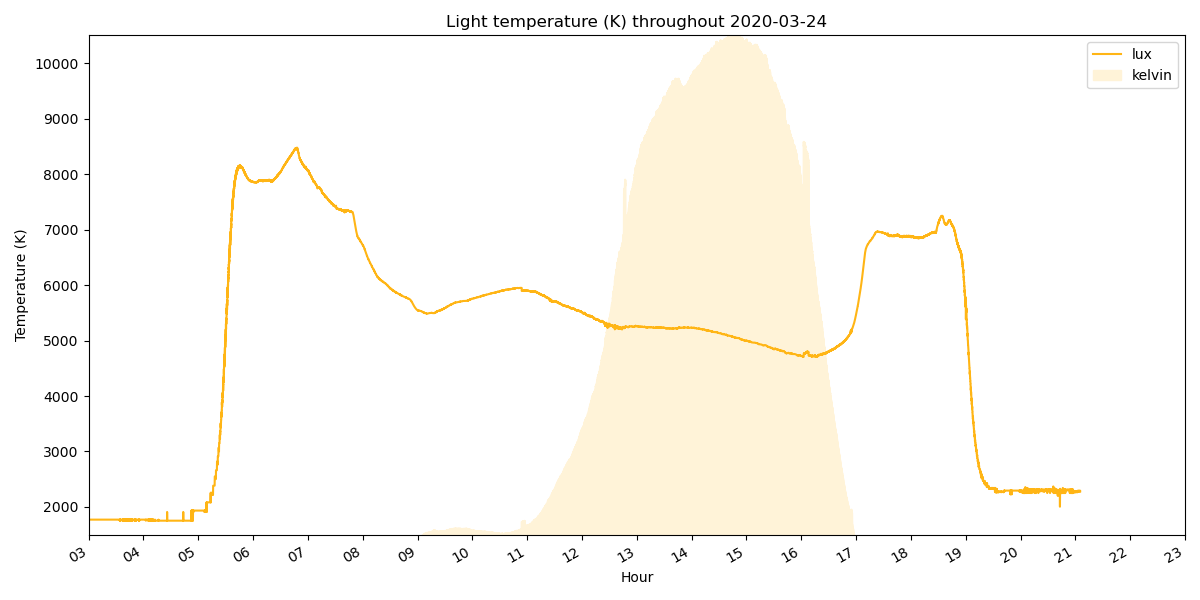 Light temperature (K) throughout 2020-03-24
lux
kelvin
Temperature (K)
10000
9000
8000
7000
6000
5000
4000
3000
2000
03 04 05 06 07 08 09 10 11 12 13 14 15 16 17 18 19 20 21 22 23
Hour